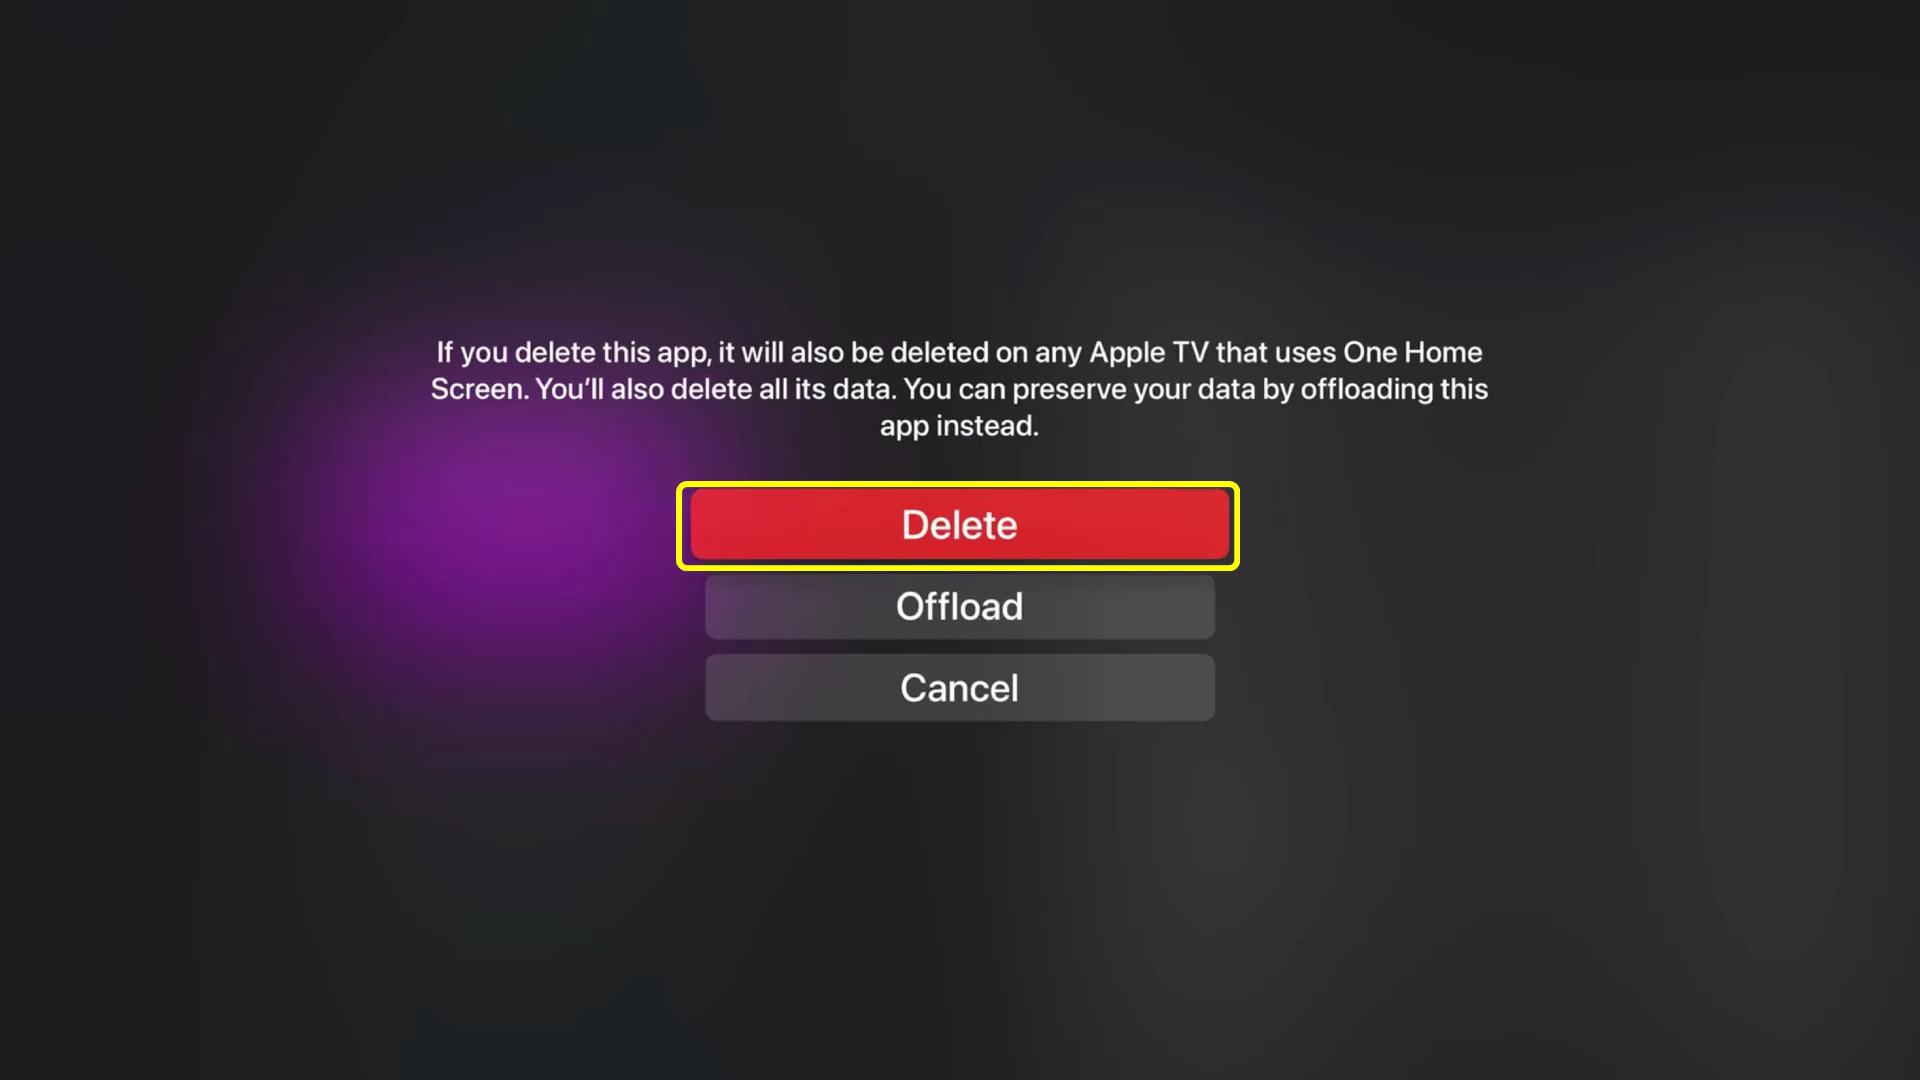 If you delete this app, it will also be deleted on any Apple TV that uses One Home
Screen. You’ll also delete all its data. You can preserve your data by offloading this
app instead.
Delete
Offload
Cancel